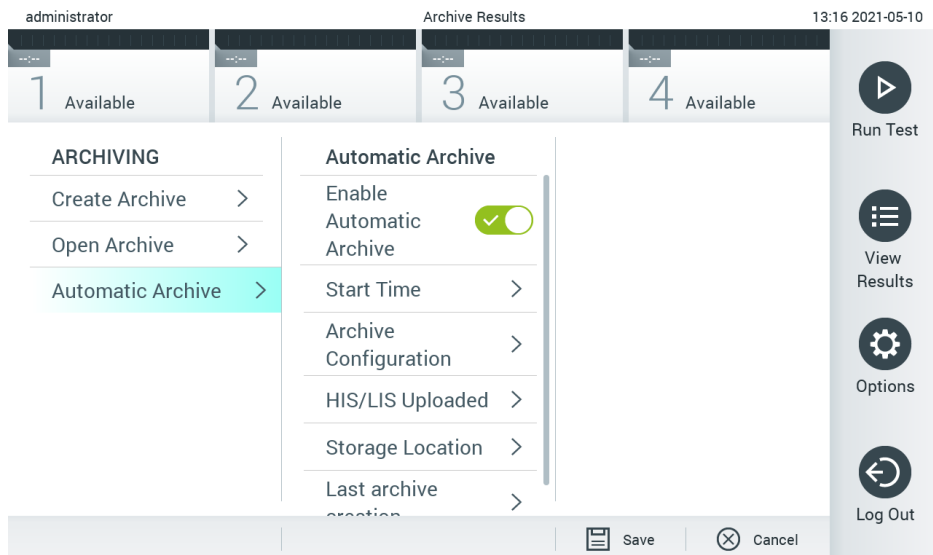 administrator
Archive Results
13:16 2021-05-10
--:--
1 Available
--:--
2 Available
--:--
3 Available
--:--
4 Available
ARCHIVING
Create Archive
Open Archive
Automatic Archive
Automatic Archive
Enable
Automatic
Archive
Start Time
Archive
Configuration
HIS/LIS Uploaded
Storage Location
Last archive
creation
Run Test
View
Results
Options
Log Out
Save
Cancel